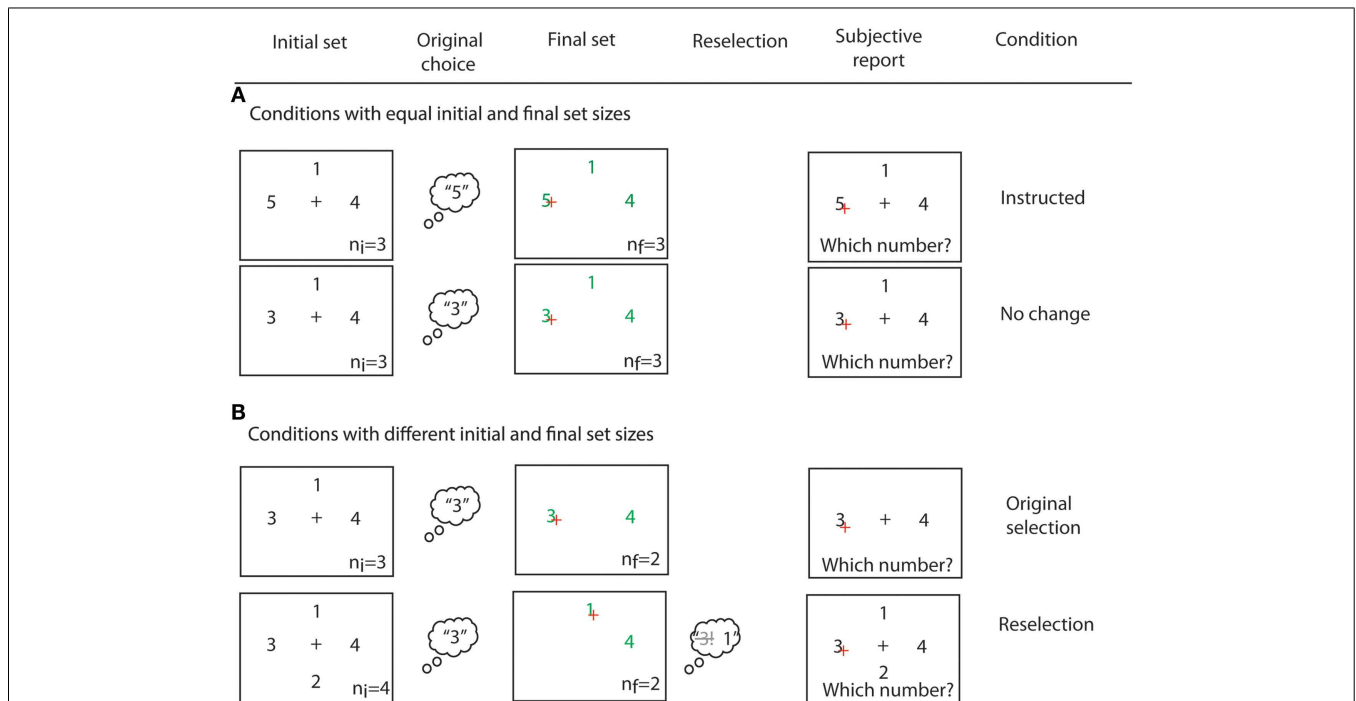 Initial set Original choice Final set Reselection Subjective report Condition
A
Conditions with equal initial and final set sizes
1 1 1
5 + 4 “5” 5+ 4 5+ + 4 Instructed
ni=3 nf=3 Which number?
1 1 1
3 + 4 “3” 3+ 4 3+ + 4 No change
ni=3 nf=3 Which number?
B
Conditions with different initial and final set sizes
1
3 + 4 “3” 3+ 4 3+ + 4 Original selection
ni=3 nf=2 Which number?
1 1+ 1
3 + 4 “3” 4 “3! 1” 3+ + 4 Reselection
2 ni=4 nf=2 2
Which number?